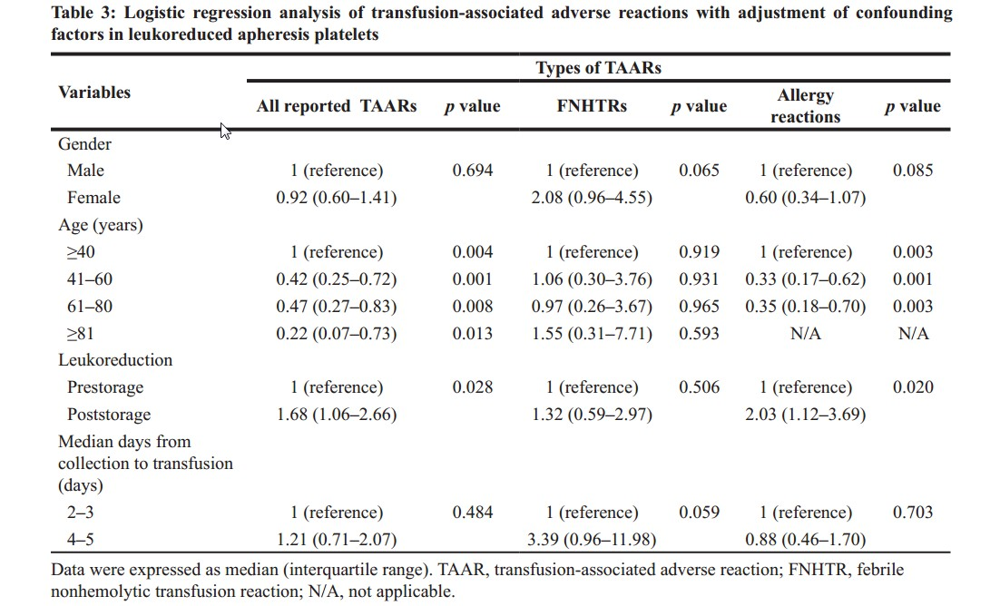 Table 3: Logistic regression analysis of transfusion-associated adverse reactions with adjustment of confounding
factors in leukoreduced apheresis platelets
Types of TAARs
Variables All reported TAARs p value FNHTRs p value Allergy reactions p value
Gender
Male 1 (reference) 0.694 1 (reference) 0.065 1 (reference) 0.085
Female 0.92 (0.60–1.41) 2.08 (0.96–4.55) 0.60 (0.34–1.07)
Age (years)
≥40 1 (reference) 0.004 1 (reference) 0.919 1 (reference) 0.003
41–60 0.42 (0.25–0.72) 0.001 1.06 (0.30–3.76) 0.931 0.33 (0.17–0.62) 0.001
61–80 0.47 (0.27–0.83) 0.008 0.97 (0.26–3.67) 0.965 0.35 (0.18–0.70) 0.003
≥81 0.22 (0.07–0.73) 0.013 1.55 (0.31–7.71) 0.593 N/A N/A
Leukoreduction
Prestorage 1 (reference) 0.028 1 (reference) 0.506 1 (reference) 0.020
Poststorage 1.68 (1.06–2.66) 1.32 (0.59–2.97) 2.03 (1.12–3.69)
Median days from
collection to transfusion
(days)
2–3 1 (reference) 0.484 1 (reference) 0.059 1 (reference) 0.703
4–5 1.21 (0.71–2.07) 3.39 (0.96–11.98) 0.88 (0.46–1.70)
Data were expressed as median (interquartile range). TAAR, transfusion-associated adverse reaction; FNHTR, febrile
nonhemolytic transfusion reaction; N/A, not applicable.